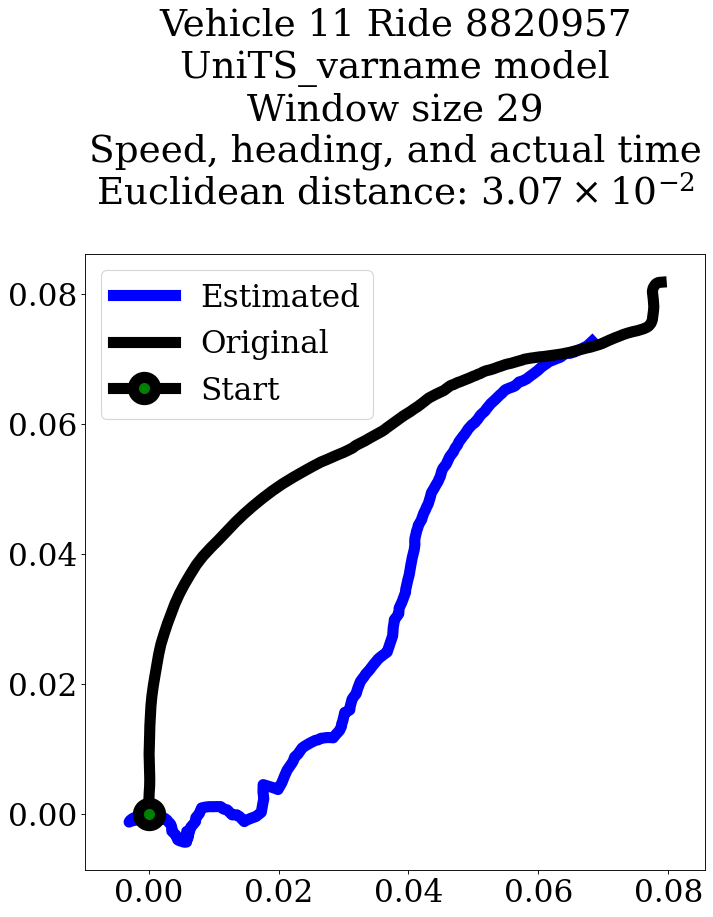 Vehicle 11 Ride 8820957
UniTS_varname model
Window size 29
Speed, heading, and actual time
Euclidean distance: 3.07 × 10⁻²
Estimated
Original
Start
0.08
0.06
0.04
0.02
0.00
0.00 0.02 0.04 0.06 0.08